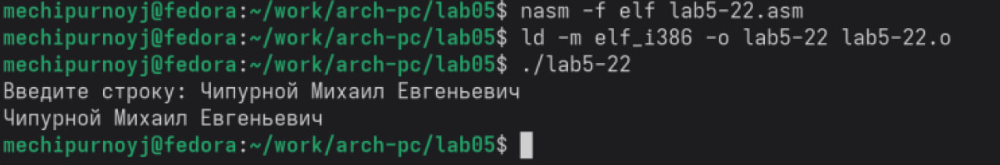 mechipurnoyj@fedora:~/work/arch-pc/lab05$ nasm -f elf lab5-22.asm
mechipurnoyj@fedora:~/work/arch-pc/lab05$ ld -m elf_i386 -o lab5-22 lab5-22.o
mechipurnoyj@fedora:~/work/arch-pc/lab05$ ./lab5-22
Введите строку: Чипурной Михаил Евгеньевич
Чипурной Михаил Евгеньевич
mechipurnoyj@fedora:~/work/arch-pc/lab05$